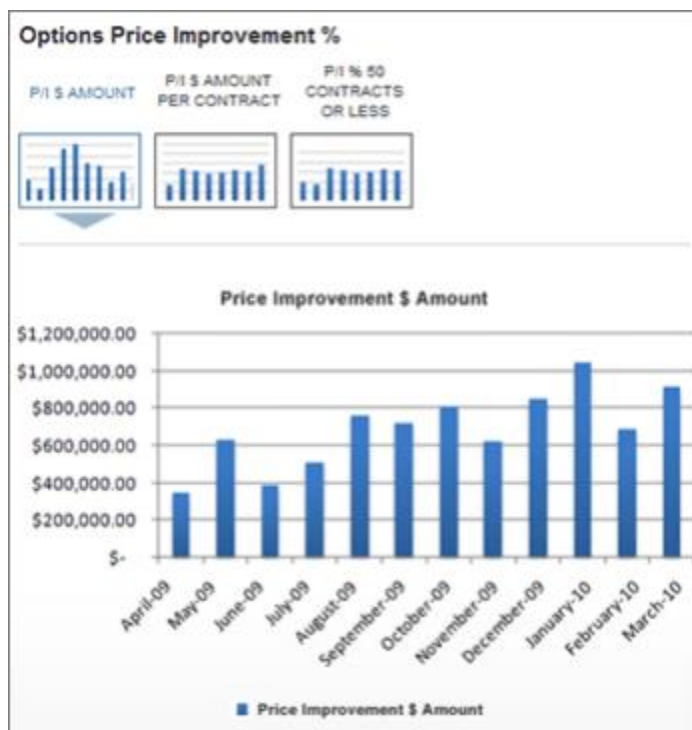 Options Price Improvement %
P/I $ AMOUNT
P/I $ AMOUNT
PER CONTRACT
P/I % 50
CONTRACTS
OR LESS
Price Improvement $ Amount
$1,200,000.00
$1,000,000.00
$800,000.00
$600,000.00
$400,000.00
$200,000.00
$-
April-09
May-09
June-09
July-09
August-09
September-09
October-09
November-09
December-09
January-10
February-10
March-10
Price Improvement $ Amount